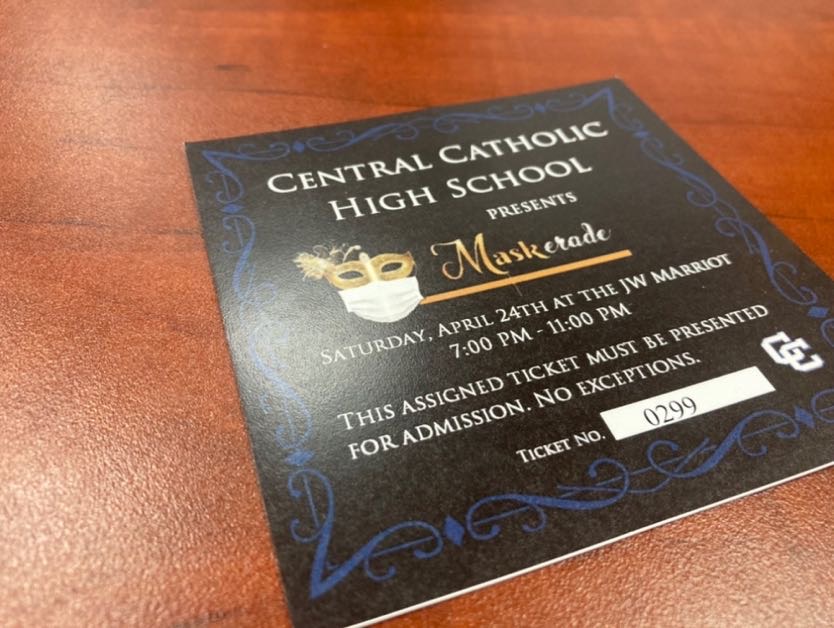 Central Catholic
High School
presents
Maskerade
Saturday, April 24th at the JW Marriot
7:00 PM - 11:00 PM
This assigned ticket must be presented
for admission. No exceptions.
CC
Ticket No. 0299